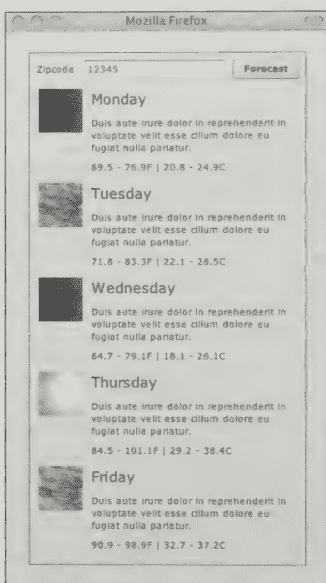 Mozilla Firefox
Zipcode 12345 Forecast
Monday
Duis aute irure dolor in reprehenderit in
voluptate velit esse cillum dolore eu
fugiat nulla pariatur.
69.5 - 76.9F | 20.8 - 24.9C
Tuesday
Duis aute irure dolor in reprehenderit in
voluptate velit esse cillum dolore eu
fugiat nulla pariatur.
71.8 - 83.3F | 22.1 - 28.5C
Wednesday
Duis aute irure dolor in reprehenderit in
voluptate velit esse cillum dolore eu
fugiat nulla pariatur.
64.7 - 79.1F | 18.1 - 26.1C
Thursday
Duis aute irure dolor in reprehenderit in
voluptate velit esse cillum dolore eu
fugiat nulla pariatur.
84.5 - 101.1F | 29.2 - 38.4C
Friday
Duis aute irure dolor in reprehenderit in
voluptate velit esse cillum dolore eu
fugiat nulla pariatur.
90.9 - 98.9F | 32.7 - 37.2C